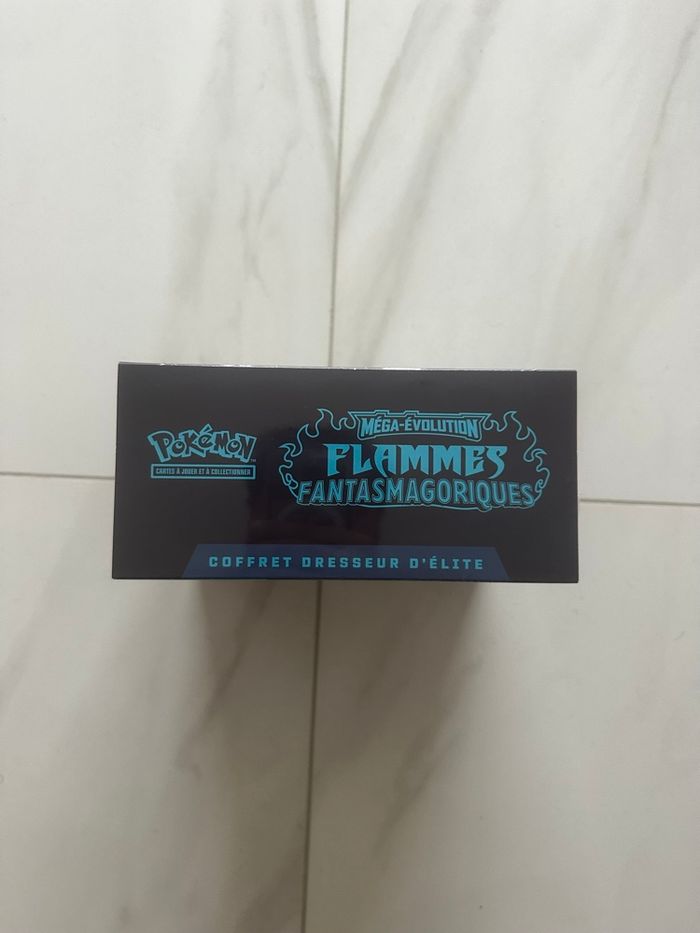 POKéMON
CARTES À JOUER ET À COLLECTIONNER
MÉGA-ÉVOLUTION
FLAMMES
FANTASMAGORIQUES
COFFRET DRESSEUR D'ÉLITE